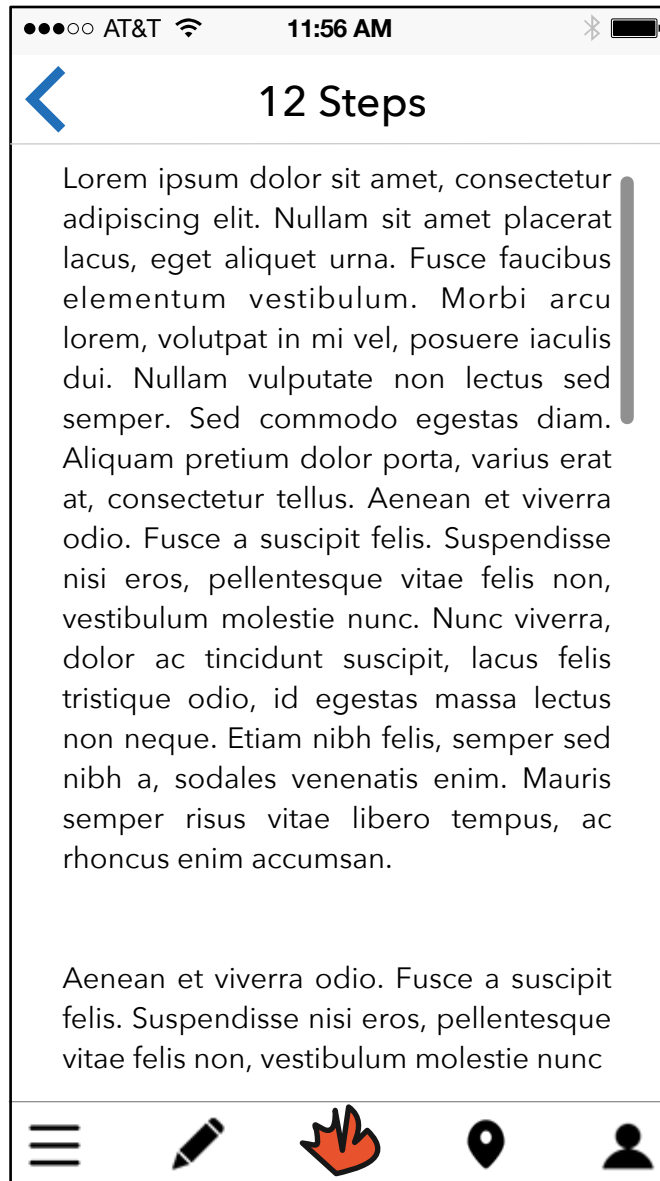 AT&T 11:56 AM
12 Steps
Lorem ipsum dolor sit amet, consectetur
adipiscing elit. Nullam sit amet placerat
lacus, eget aliquet urna. Fusce faucibus
elementum vestibulum. Morbi arcu
lorem, volutpat in mi vel, posuere iaculis
dui. Nullam vulputate non lectus sed
semper. Sed commodo egestas diam.
Aliquam pretium dolor porta, varius erat
at, consectetur tellus. Aenean et viverra
odio. Fusce a suscipit felis. Suspendisse
nisi eros, pellentesque vitae felis non,
vestibulum molestie nunc. Nunc viverra,
dolor ac tincidunt suscipit, lacus felis
tristique odio, id egestas massa lectus
non neque. Etiam nibh felis, semper sed
nibh a, sodales venenatis enim. Mauris
semper risus vitae libero tempus, ac
rhoncus enim accumsan.
Aenean et viverra odio. Fusce a suscipit
felis. Suspendisse nisi eros, pellentesque
vitae felis non, vestibulum molestie nunc